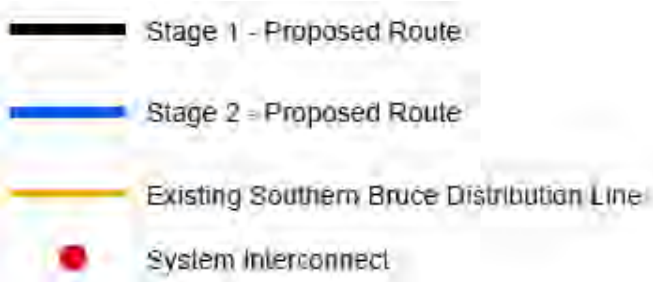 Stage 1 - Proposed Route
Stage 2 - Proposed Route
Existing Southern Bruce Distribution Line
System Interconnect